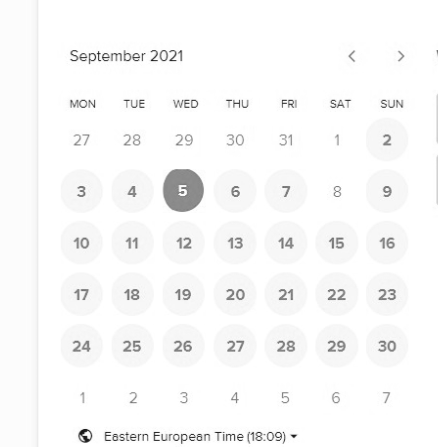 September 2021
MON TUE WED THU FRI SAT SUN
27 28 29 30 31 1 2
3 4 5 6 7 8 9
10 11 12 13 14 15 16
17 18 19 20 21 22 23
24 25 26 27 28 29 30
1 2 3 4 5 6 7
Eastern European Time (18:09)